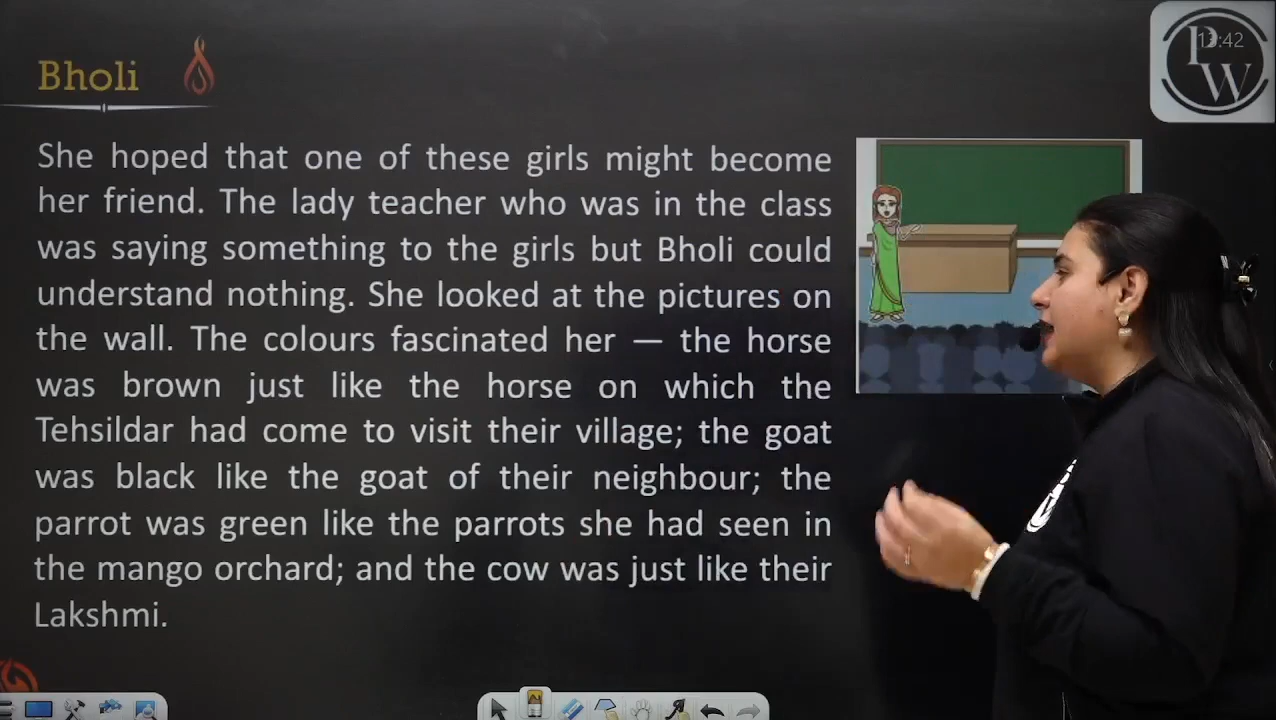 Bholi
13:42
PW
She hoped that one of these girls might become
her friend. The lady teacher who was in the class
was saying something to the girls but Bholi could
understand nothing. She looked at the pictures on
the wall. The colours fascinated her — the horse
was brown just like the horse on which the
Tehsildar had come to visit their village; the goat
was black like the goat of their neighbour; the
parrot was green like the parrots she had seen in
the mango orchard; and the cow was just like their
Lakshmi.